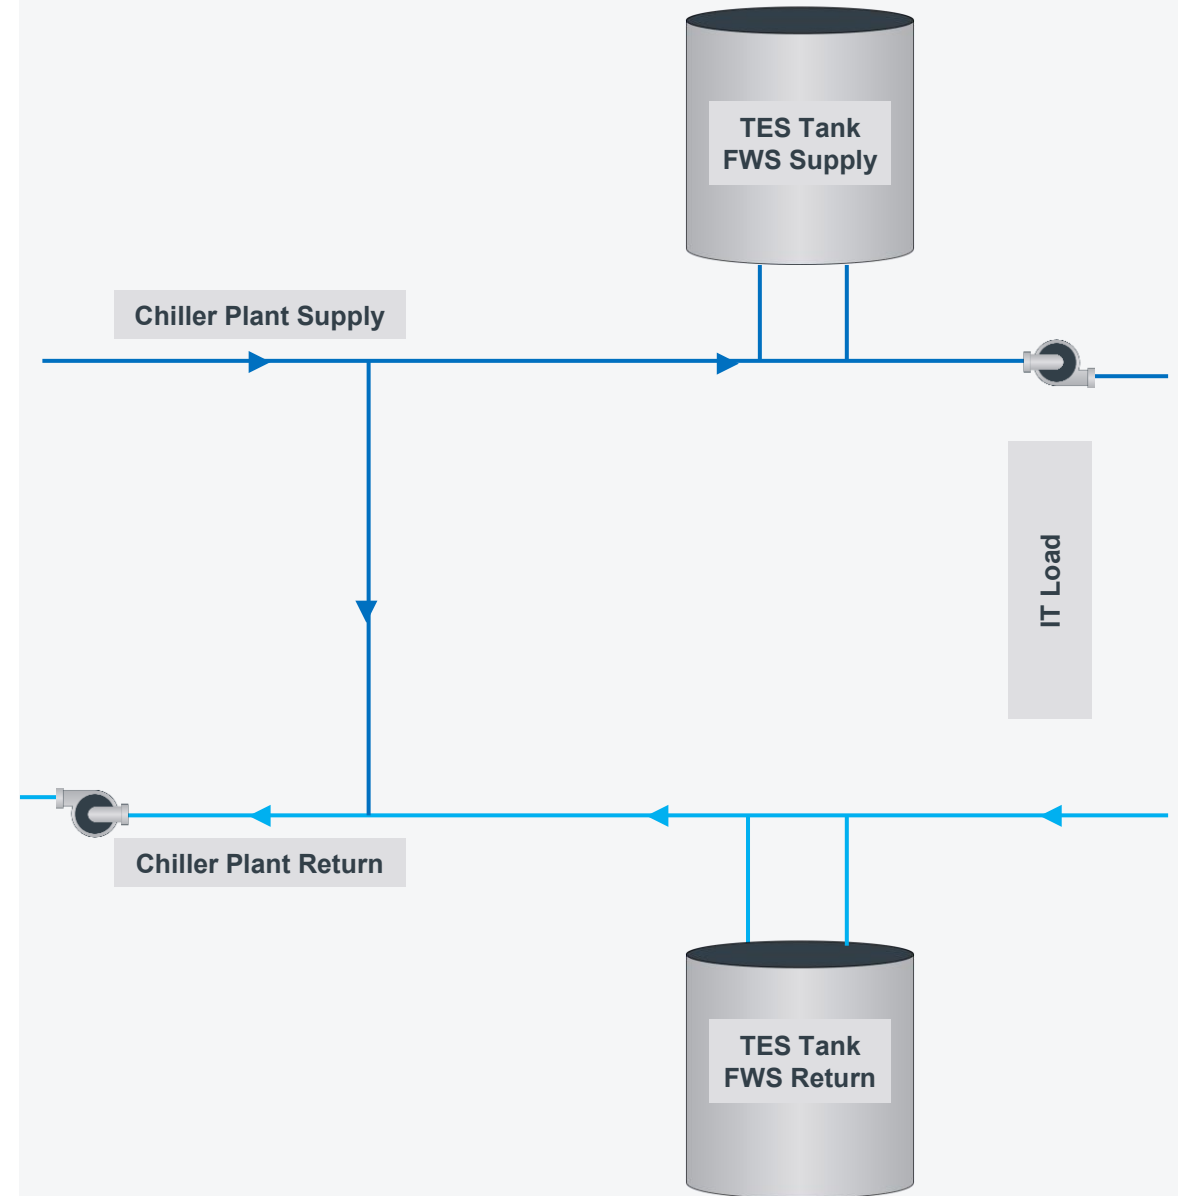 TES Tank
FWS Supply
Chiller Plant Supply
IT Load
Chiller Plant Return
TES Tank
FWS Return